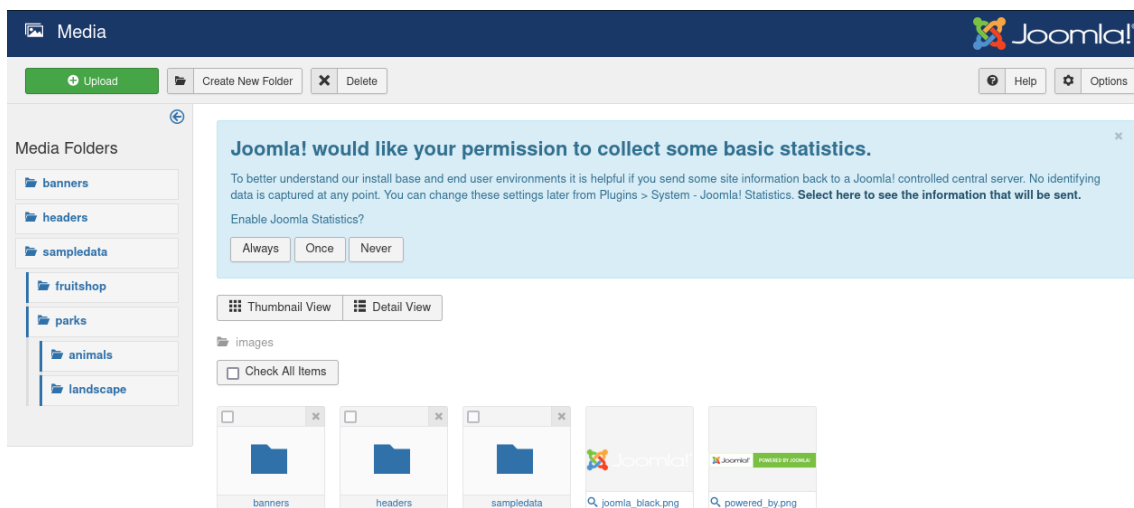 Media
Joomla!
Upload
Create New Folder
Delete
Help
Options
Media Folders
banners
headers
sampledata
fruitshop
parks
animals
landscape
Joomla! would like your permission to collect some basic statistics.
To better understand our install base and end user environments it is helpful if you send some site information back to a Joomla! controlled central server. No identifying
data is captured at any point. You can change these settings later from Plugins > System - Joomla! Statistics. Select here to see the information that will be sent.
Enable Joomla Statistics?
Always
Once
Never
Thumbnail View
Detail View
images
Check All Items
Joomla!
Joomla! POWERED BY JOOMLA!
banners
headers
sampledata
joomla_black.png
powered_by.png